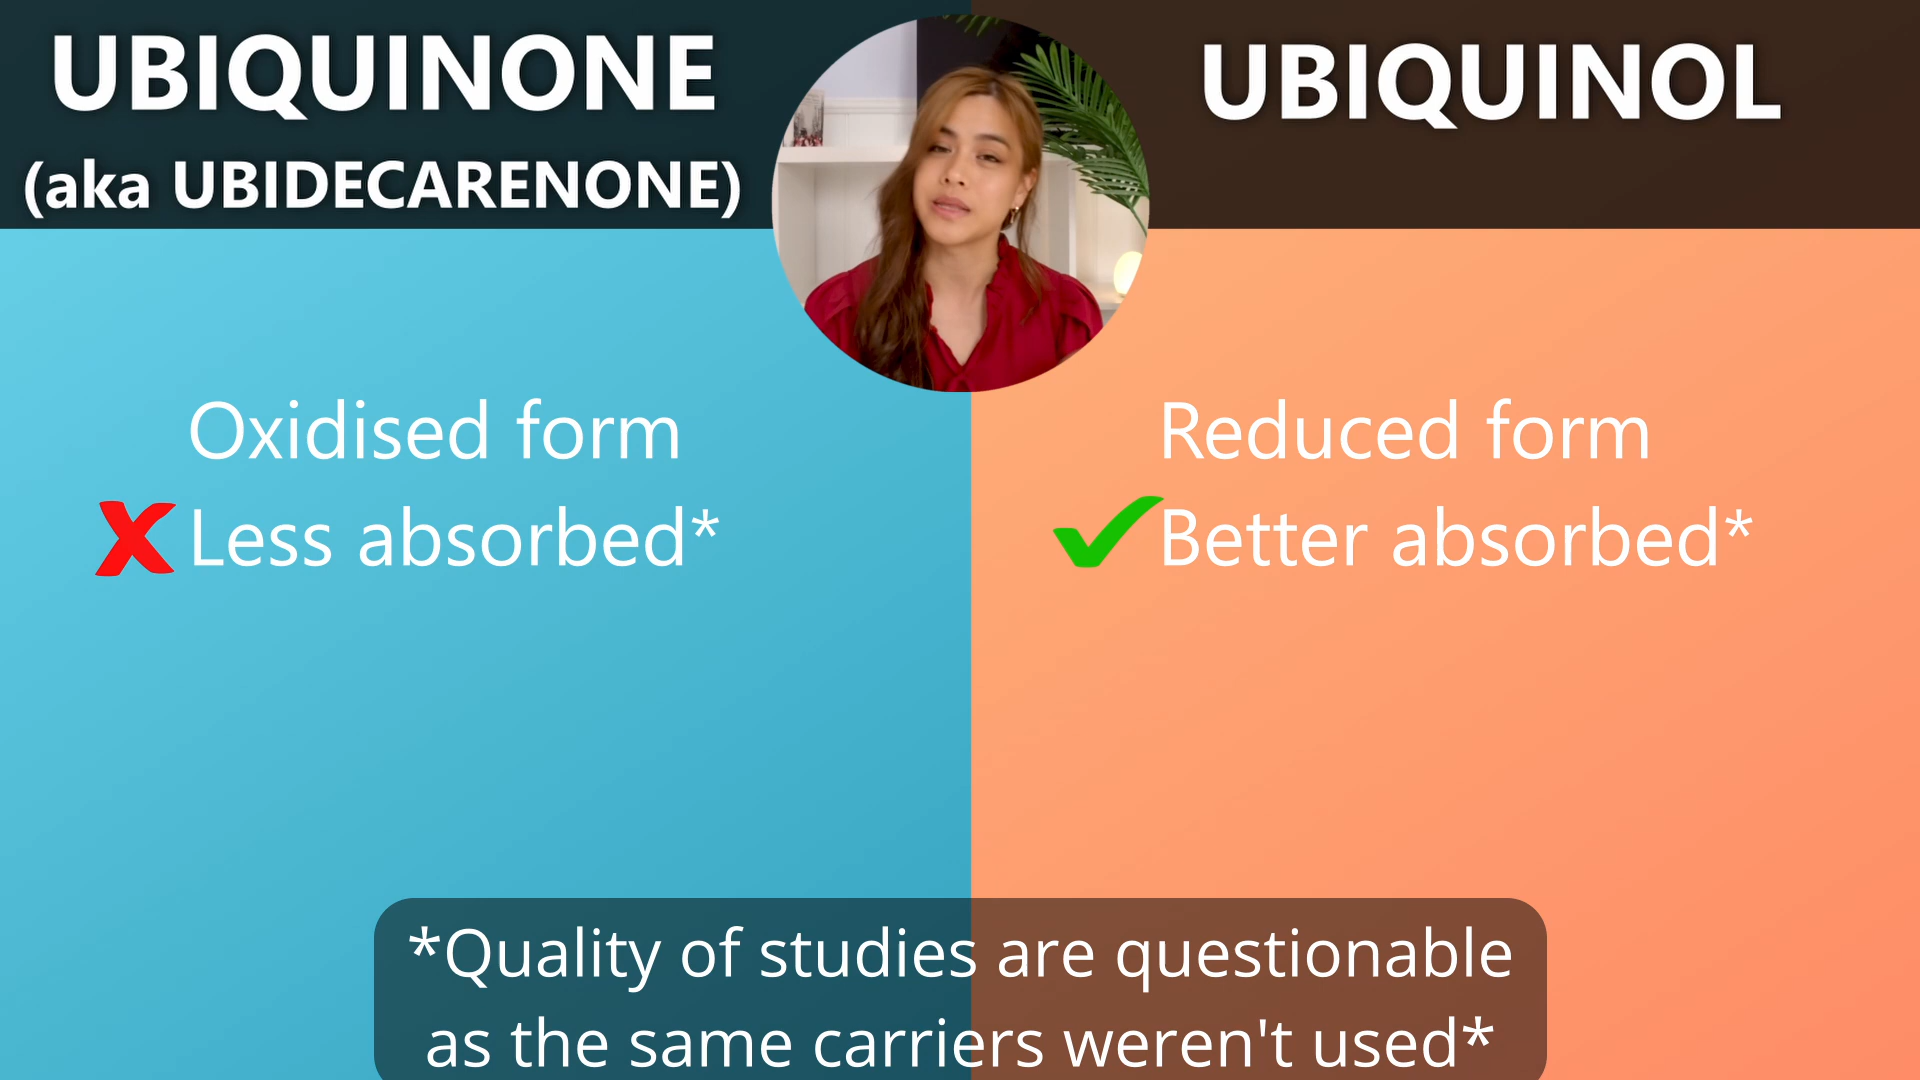 UBIQUINONE
(aka UBIDECARENONE)
Oxidised form
Less absorbed*
UBIQUINOL
Reduced form
Better absorbed*
*Quality of studies are questionable
as the same carriers weren't used*